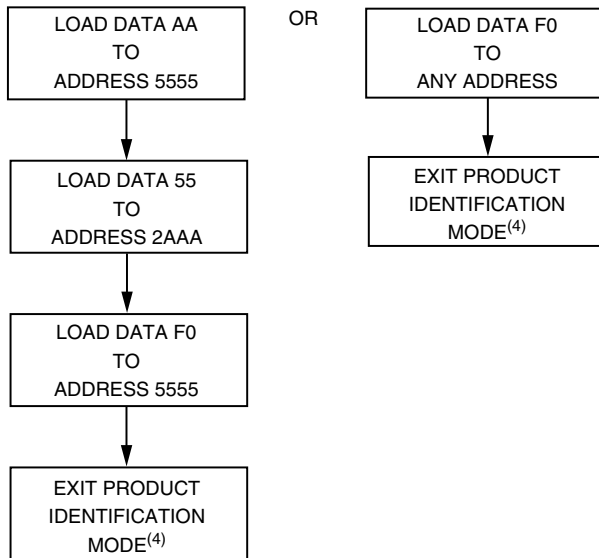 LOAD DATA AA
TO
ADDRESS 5555
LOAD DATA 55
TO
ADDRESS 2AAA
LOAD DATA F0
TO
ADDRESS 5555
EXIT PRODUCT
IDENTIFICATION
MODE(4)
OR
LOAD DATA F0
TO
ANY ADDRESS
EXIT PRODUCT
IDENTIFICATION
MODE(4)